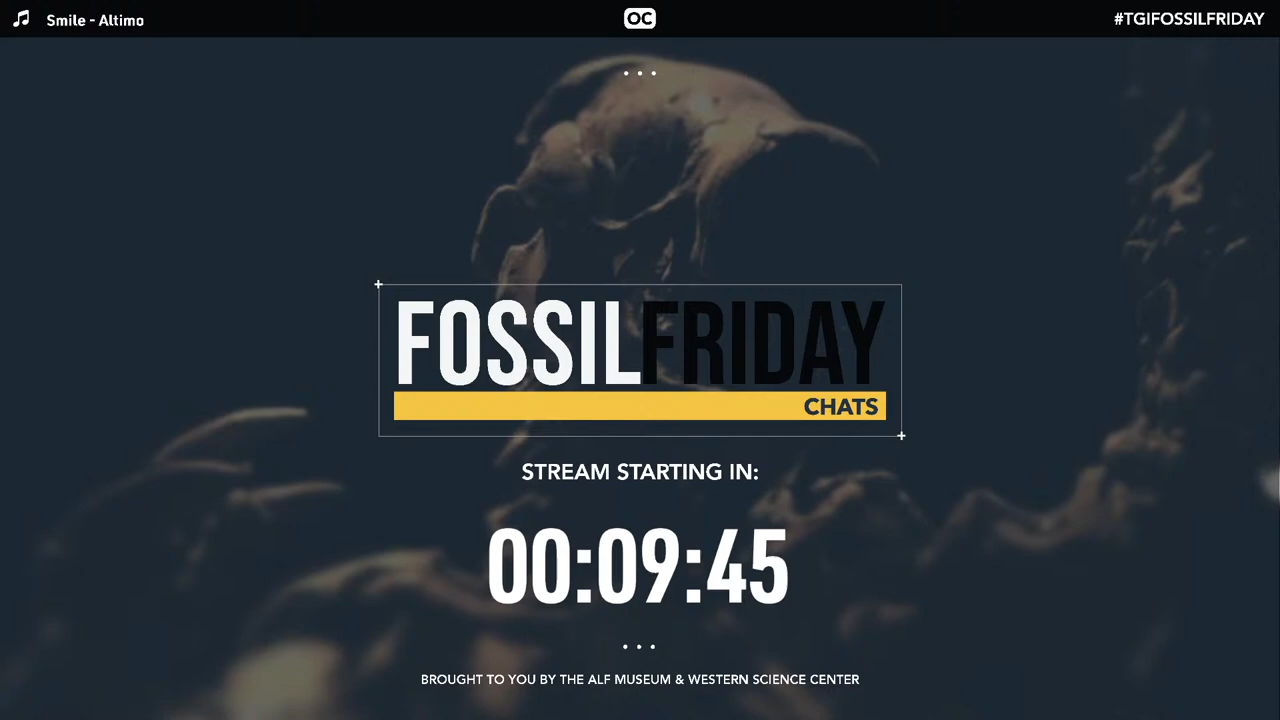 Smile - Altimo
OC
#TGIFOSSILFRIDAY
FOSSILFRIDAY
CHATS
STREAM STARTING IN:
00:09:45
BROUGHT TO YOU BY THE ALF MUSEUM & WESTERN SCIENCE CENTER